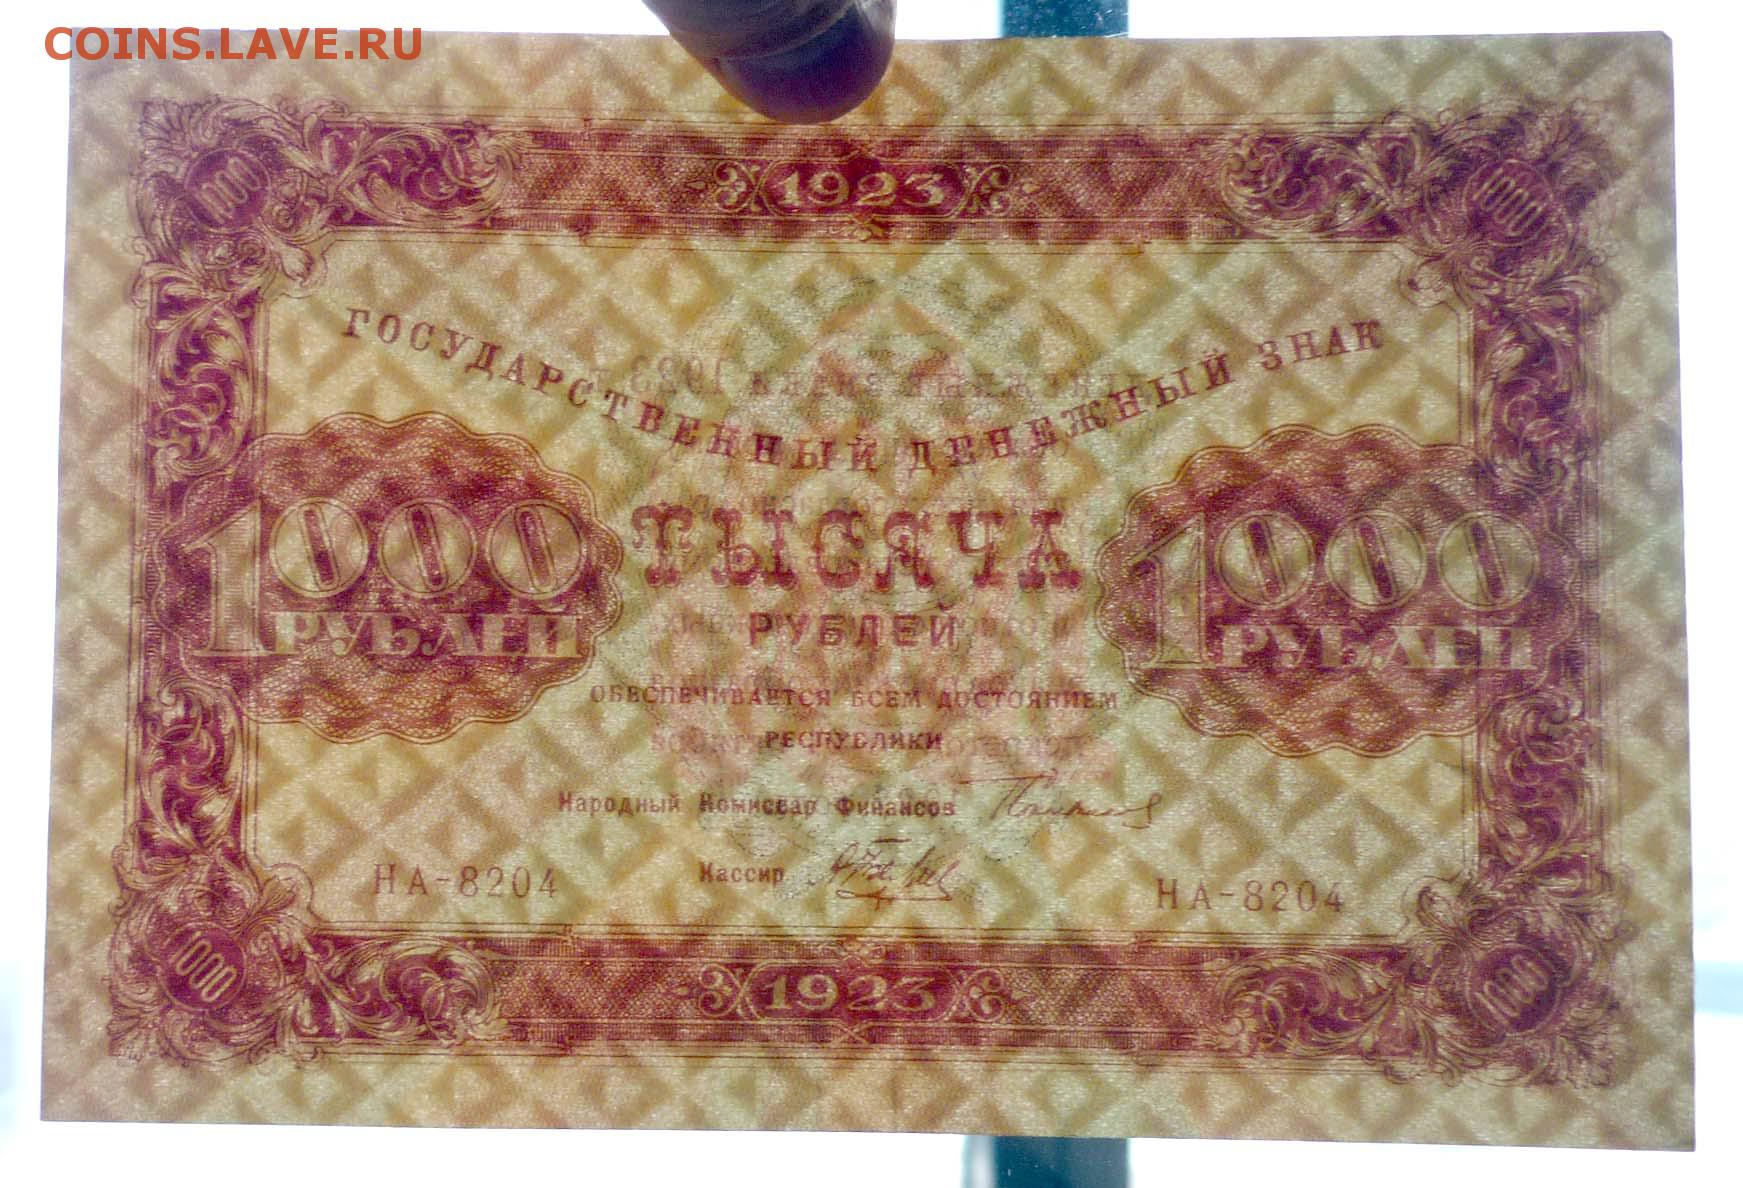 COINS.LAVE.RU
1000 1923 1000
ГОСУДАРСТВЕННЫЙ ДЕНЕЖНЫЙ ЗНАК
ТЫСЯЧА
1000 1000
РУБЛЕЙ РУБЛЕЙ РУБЛЕЙ
ОБЕСПЕЧИВАЕТСЯ ВСЕМ ДОСТОЯНИЕМ
РЕСПУБЛИКИ
Народный Комиссар Финансов
Кассир
НА-8204 НА-8204
1000 1923 1000